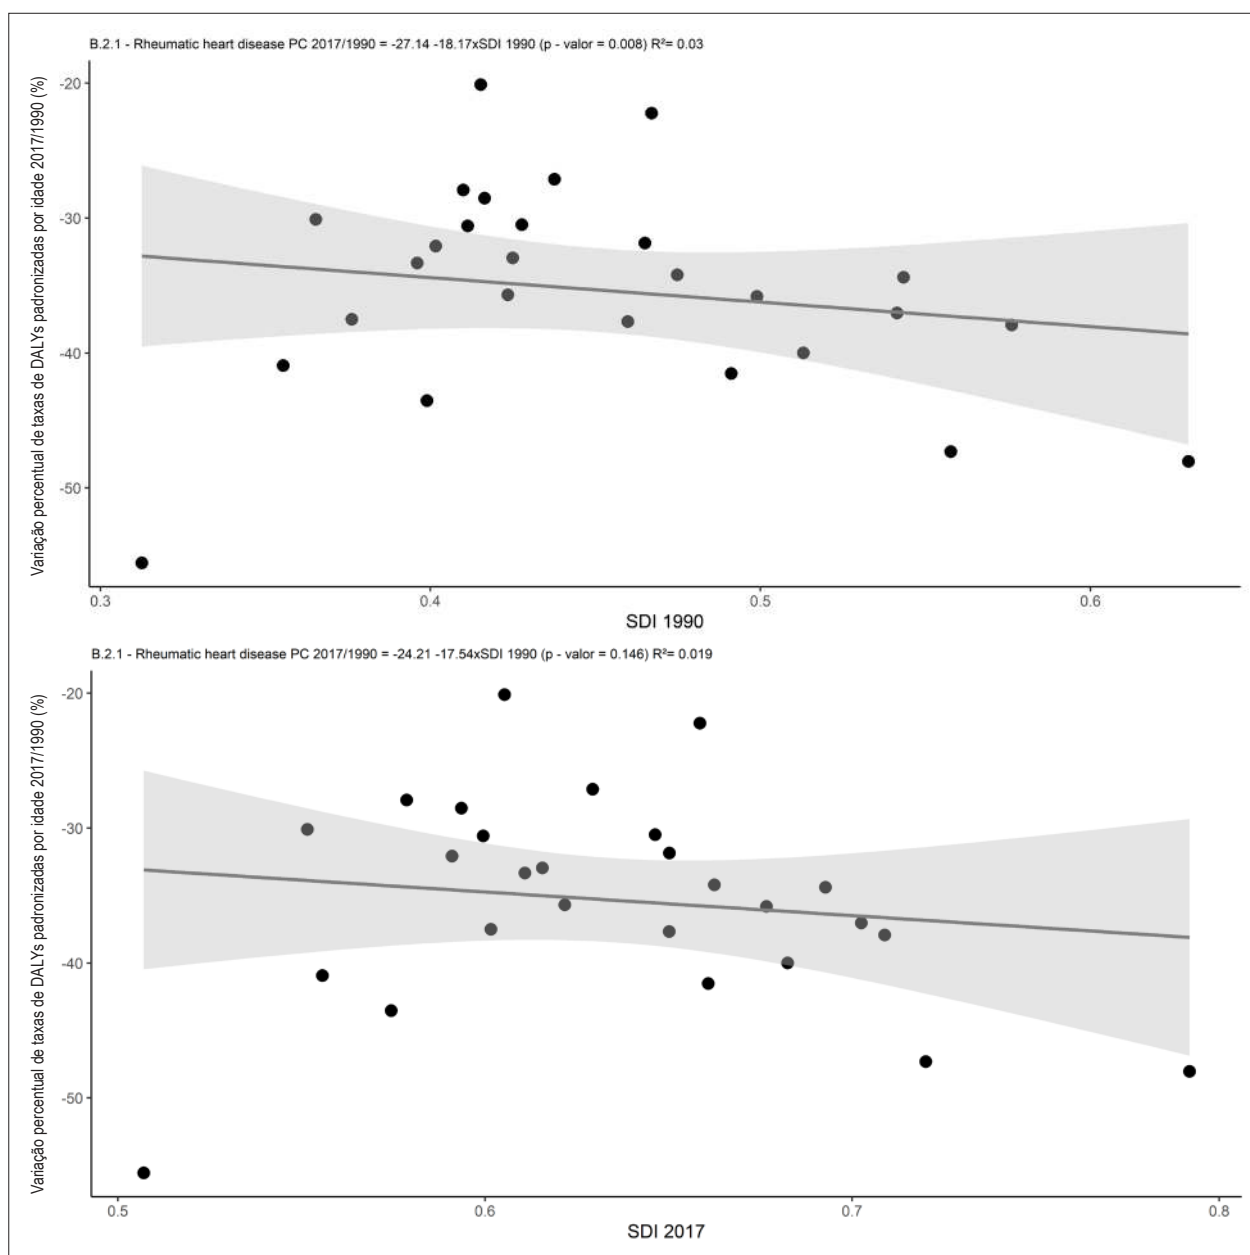 B.2.1 - Rheumatic heart disease PC 2017/1990 = -27.14 -18.17xSDI 1990 (p - valor = 0.008) R²= 0.03
Variação percentual de taxas de DALYs padronizadas por idade 2017/1990 (%)
-20
-30
-40
-50
0.3 0.4 0.5 0.6
SDI 1990
B.2.1 - Rheumatic heart disease PC 2017/1990 = -24.21 -17.54xSDI 1990 (p - valor = 0.146) R²= 0.019
Variação percentual de taxas de DALYs padronizadas por idade 2017/1990 (%)
-20
-30
-40
-50
0.5 0.6 0.7 0.8
SDI 2017